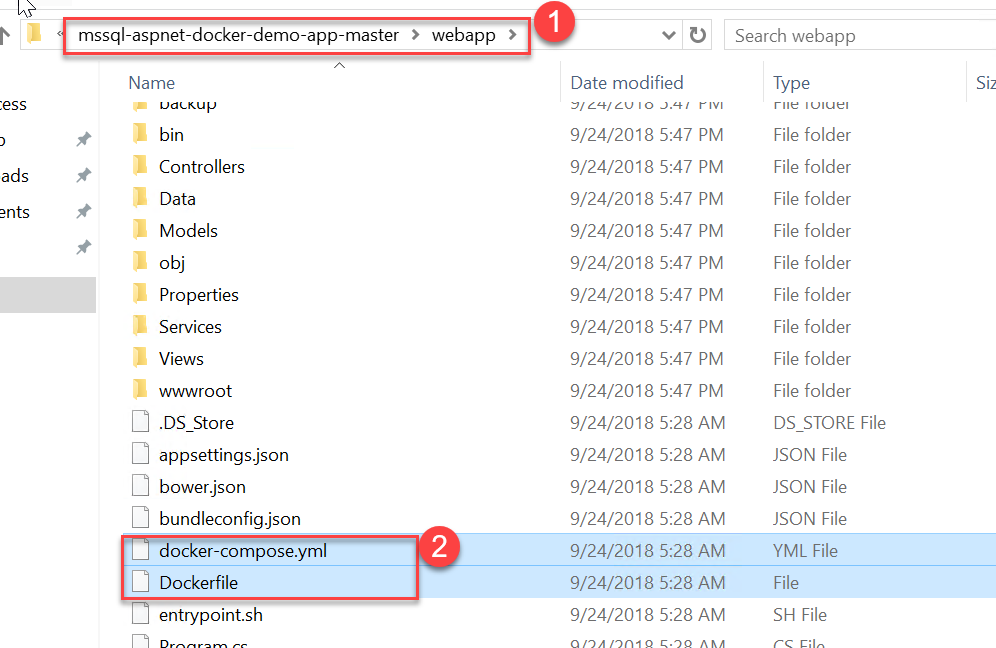 « mssql-aspnet-docker-demo-app-master > webapp > 1 Search webapp
Name Date modified Type Siz
backup 9/24/2018 5:47 PM File folder
cess bin 9/24/2018 5:47 PM File folder
p Controllers 9/24/2018 5:47 PM File folder
ads Data 9/24/2018 5:47 PM File folder
ents Models 9/24/2018 5:47 PM File folder
obj 9/24/2018 5:47 PM File folder
Properties 9/24/2018 5:47 PM File folder
Services 9/24/2018 5:47 PM File folder
Views 9/24/2018 5:47 PM File folder
wwwroot 9/24/2018 5:47 PM File folder
.DS_Store 9/24/2018 5:28 AM DS_STORE File
appsettings.json 9/24/2018 5:28 AM JSON File
bower.json 9/24/2018 5:28 AM JSON File
bundleconfig.json 9/24/2018 5:28 AM JSON File
docker-compose.yml 2 9/24/2018 5:28 AM YML File
Dockerfile 9/24/2018 5:28 AM File
entrypoint.sh 9/24/2018 5:28 AM SH File
Program.cs 9/24/2018 5:28 AM CS File